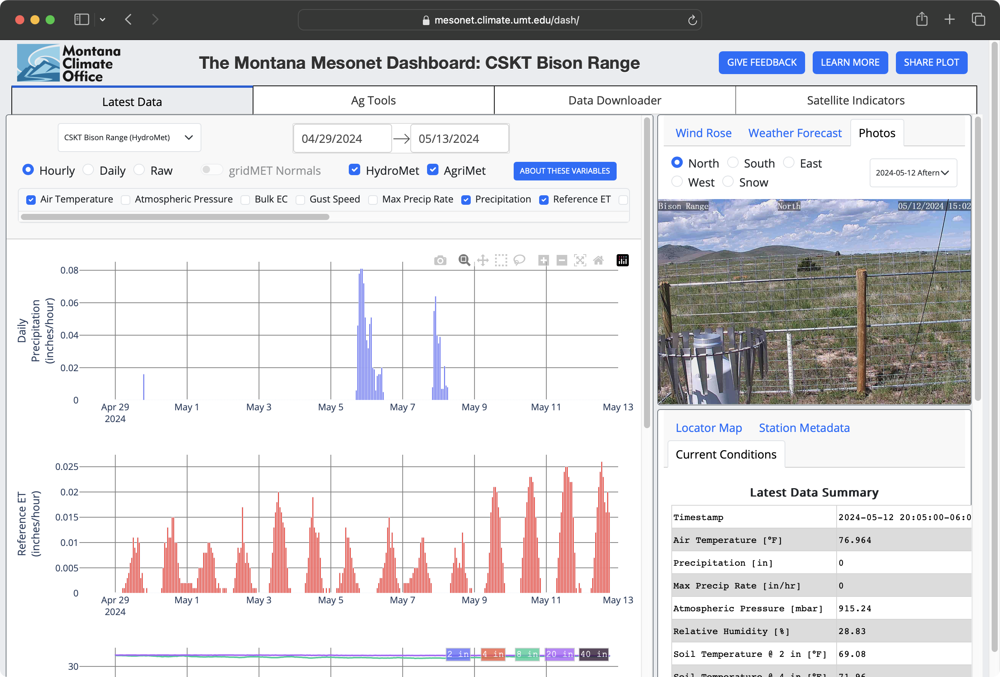 mesonet.climate.umt.edu/dash/
Montana
Climate
Office
The Montana Mesonet Dashboard: CSKT Bison Range
GIVE FEEDBACK
LEARN MORE
SHARE PLOT
Latest Data
Ag Tools
Data Downloader
Satellite Indicators
CSKT Bison Range (HydroMet)
04/29/2024
05/13/2024
Hourly Daily Raw gridMET Normals HydroMet AgriMet ABOUT THESE VARIABLES
Air Temperature Atmospheric Pressure Bulk EC Gust Speed Max Precip Rate Precipitation Reference ET
Daily
Precipitation
(inches/hour)
0.08
0.06
0.04
0.02
0
Apr 29 May 1 May 3 May 5 May 7 May 9 May 11 May 13
2024
Reference ET
(inches/hour)
0.025
0.02
0.015
0.01
0.005
0
Apr 29 May 1 May 3 May 5 May 7 May 9 May 11 May 13
2024
2 in 4 in 8 in 20 in 40 in
30
Wind Rose Weather Forecast Photos
North South East
West Snow
2024-05-12 Aftern
Bison Range North 05/12/2024 15:02
Locator Map Station Metadata
Current Conditions
Latest Data Summary
Timestamp 2024-05-12 20:05:00-06:0
Air Temperature [°F] 76.964
Precipitation [in] 0
Max Precip Rate [in/hr] 0
Atmospheric Pressure [mbar] 915.24
Relative Humidity [%] 28.83
Soil Temperature @ 2 in [°F] 69.08
Soil Temperature @ 4 in [°F] 71.96